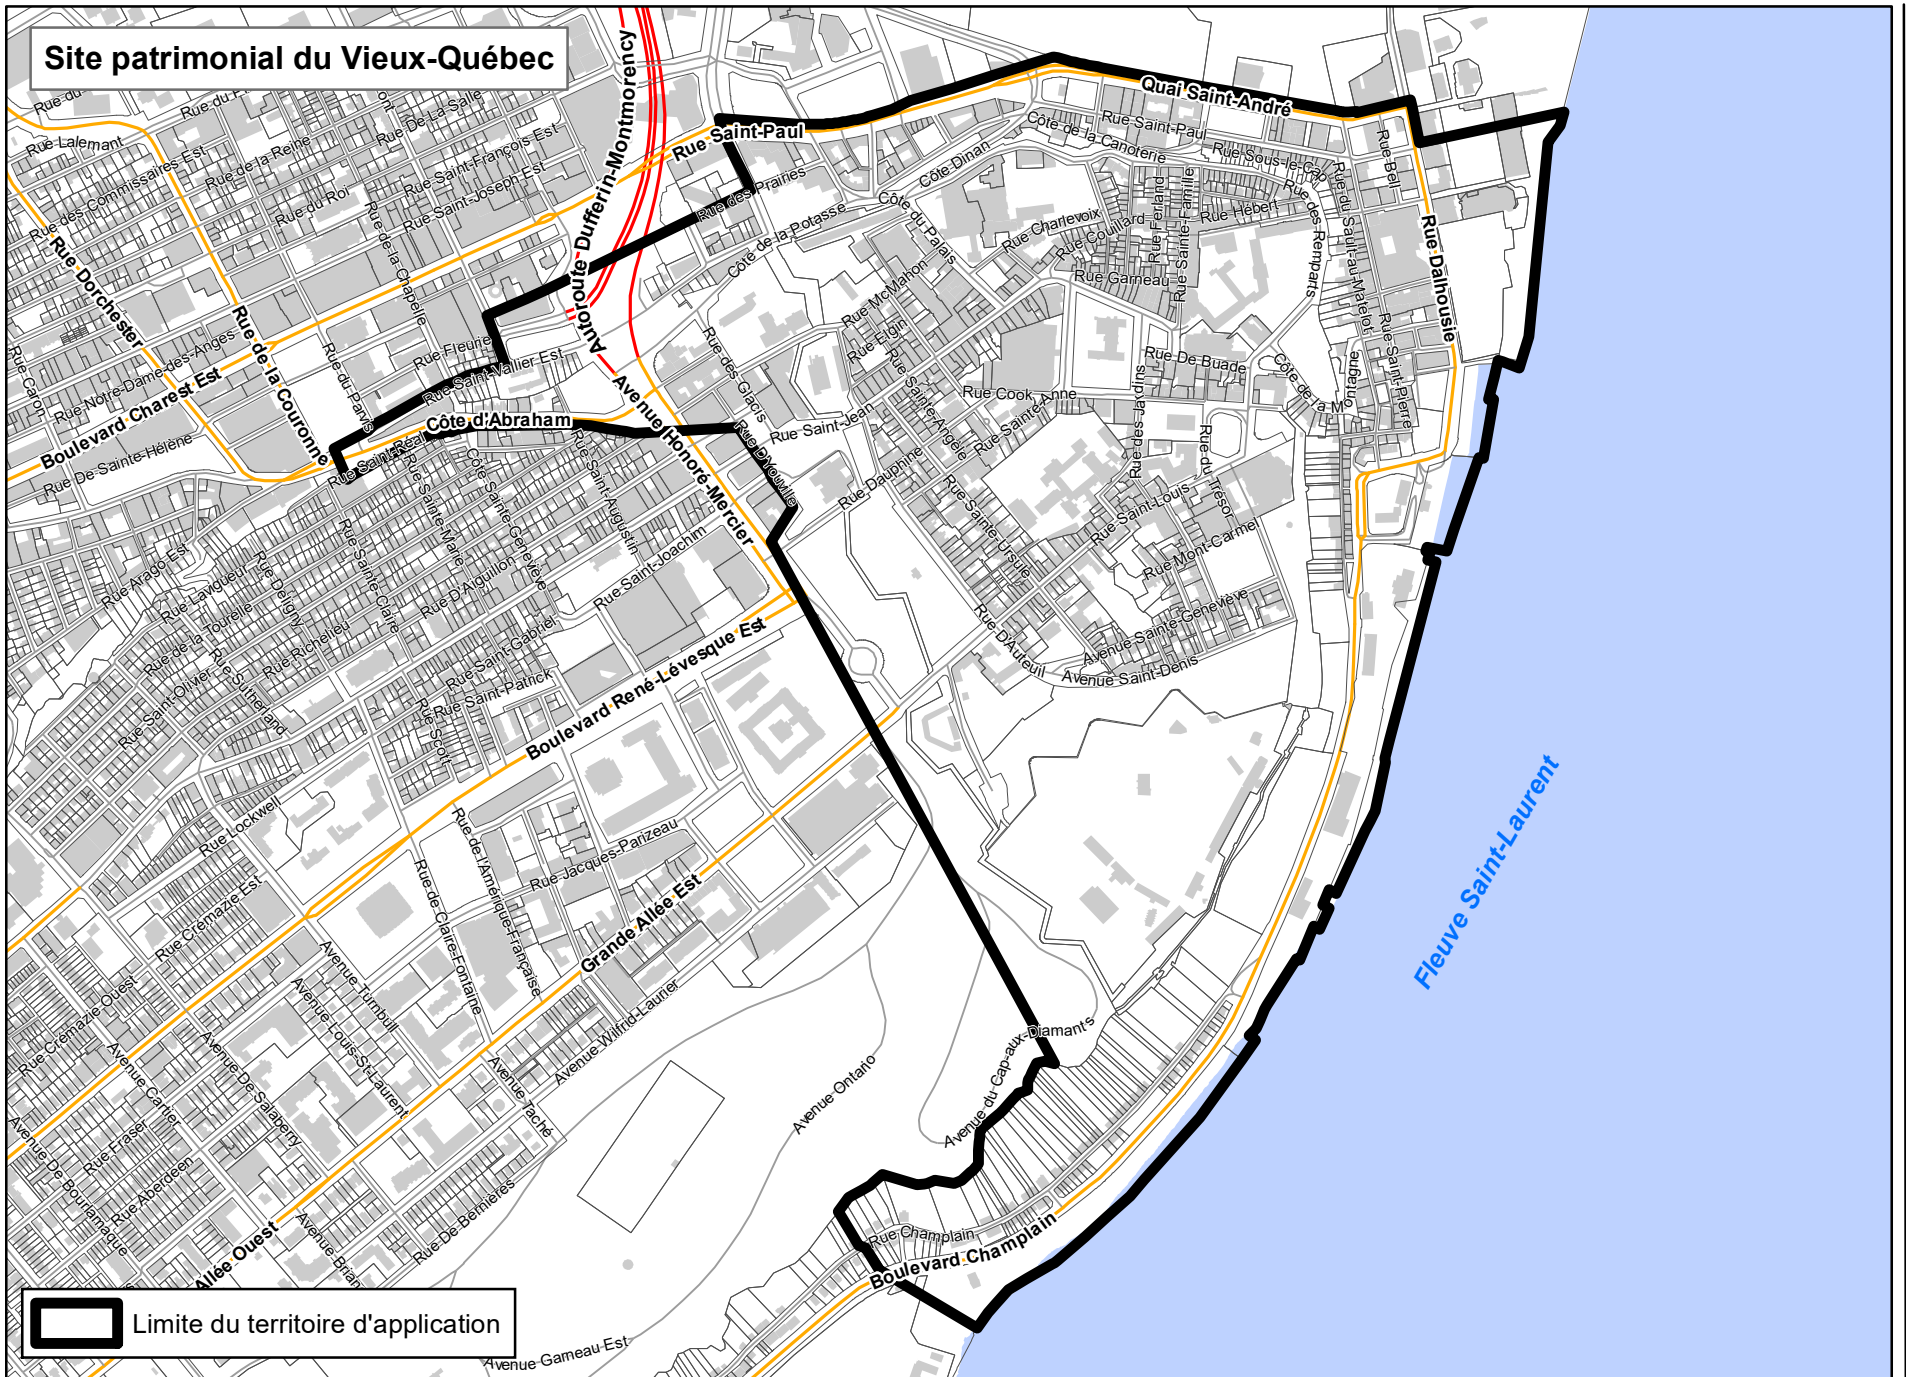 Site patrimonial du Vieux-Québec
Rue Lalemant
Rue De La Salle
Rue de la Reine
Rue Saint-François Est
Rue des Commissaires Est
Rue du Roi
Rue Saint-Joseph Est
Rue de la Chapelle
Rue Dorchester
Rue de la Couronne
Rue du Parvis
Rue Fleurie
Rue Saint-Vallier Est
Rue Caron
Rue Notre-Dame-des-Anges
Boulevard Charest Est
Rue De Sainte-Hélène
Côte d'Abraham
Rue Saint-Réal
Autoroute Dufferin-Montmorency
Rue Saint-Paul
Rue des Prairies
Côte de la Potasse
Côte Dinan
Côte du Palais
Quai Saint-André
Rue Saint-Paul
Côte de la Canoterie
Rue Sous-le-Cap
Rue Bell
Rue du Sault-au-Matelot
Rue Dalhousie
Rue Saint-Pierre
Rue des Remparts
Rue Hébert
Rue Ferland
Rue Sainte-Famille
Rue Charlevoix
Rue Couillard
Rue Garneau
Rue McMahon
Rue Elgin
Rue De Buade
Côte de la Montagne
Rue Cook
Rue Sainte-Anne
Rue Sainte-Angèle
Rue des Jardins
Rue du Trésor
Rue des Glacis
Rue Saint-Jean
Rue D'Youville
Rue Dauphine
Rue Sainte-Ursule
Rue Saint-Louis
Rue Mont-Carmel
Avenue Sainte-Geneviève
Avenue Saint-Denis
Rue D'Auteuil
Avenue Honoré-Mercier
Rue Sainte-Marie
Côte Sainte-Geneviève
Rue Saint-Augustin
Rue Saint-Joachim
Rue D'Aiguillon
Rue Arago Est
Rue Lavigueur
Rue Deligny
Rue Sainte-Claire
Rue de la Tourelle
Rue Richelieu
Rue Saint-Olivier
Rue Sutherland
Rue Saint-Gabriel
Rue Saint-Patrick
Rue Scott
Boulevard René-Lévesque Est
Rue Lockwell
Rue de l'Amérique-Française
Rue Jacques-Parizeau
Rue Crémazie Est
Rue de Claire-Fontaine
Grande Allée Est
Avenue Turnbull
Avenue Louis-St-Laurent
Avenue Wilfrid-Laurier
Rue Crémazie Ouest
Avenue Cartier
Avenue De Salaberry
Avenue Taché
Avenue De Bourlamaque
Rue Fraser
Rue Aberdeen
Allée Ouest
Avenue Brian
Rue De Bernières
Avenue Ontario
Avenue du Cap-aux-Diamants
Rue Champlain
Boulevard Champlain
Avenue Garneau Est
Fleuve Saint-Laurent
Limite du territoire d'application